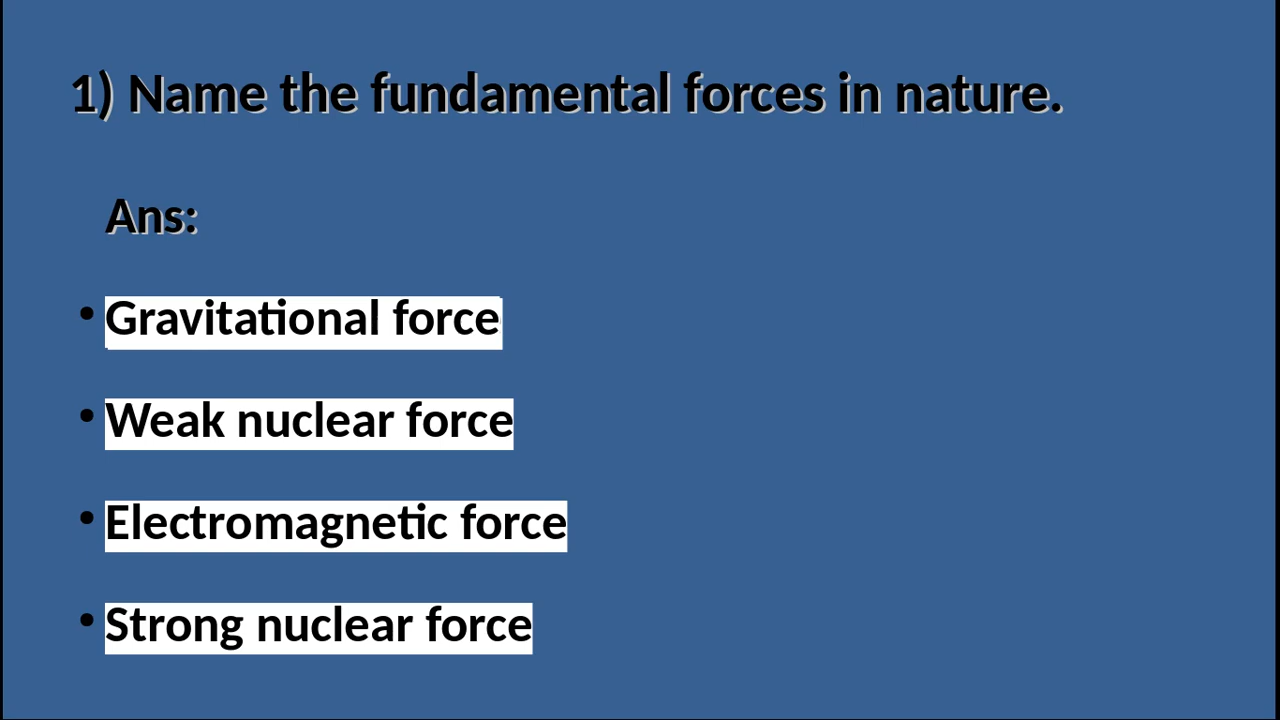 1) Name the fundamental forces in nature.
Ans:
• Gravitational force
• Weak nuclear force
• Electromagnetic force
• Strong nuclear force